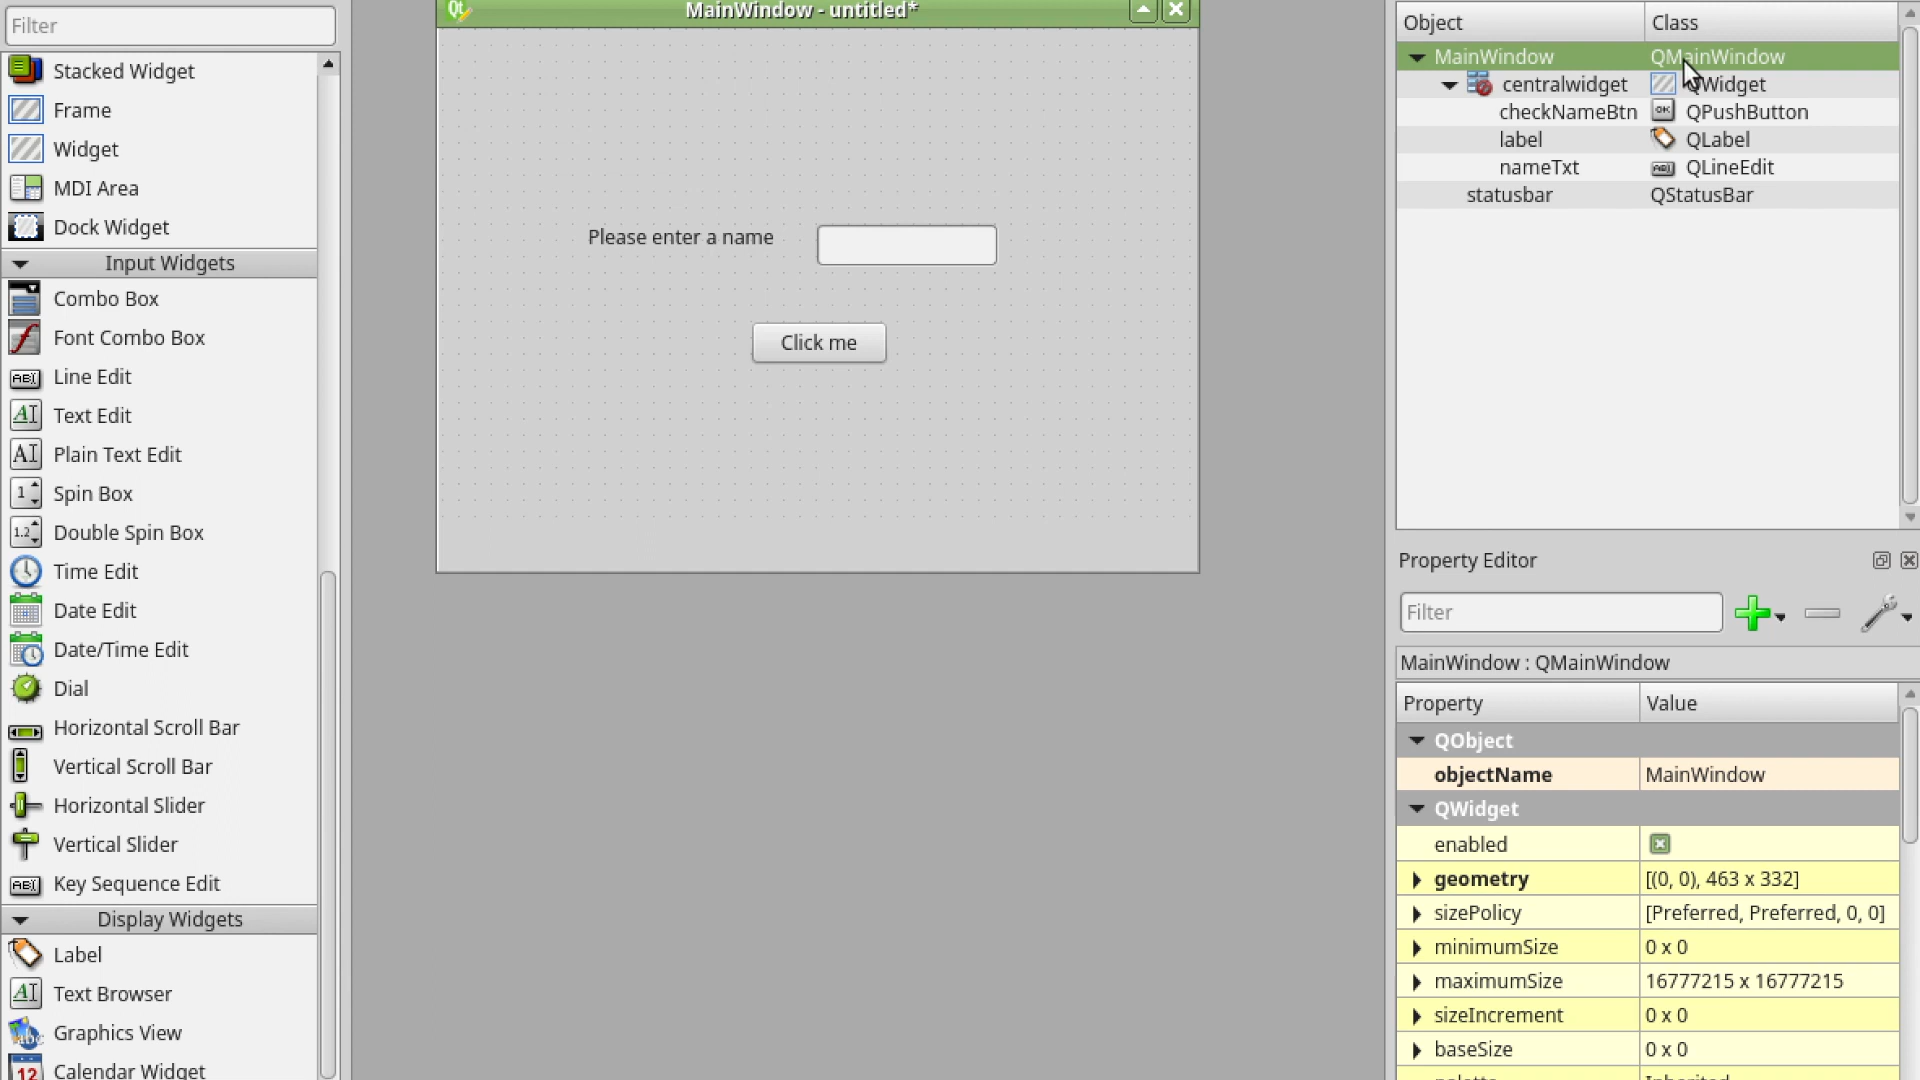 Filter
Stacked Widget
Frame
Widget
MDI Area
Dock Widget
Input Widgets
Combo Box
Font Combo Box
Line Edit
Text Edit
Plain Text Edit
Spin Box
Double Spin Box
Time Edit
Date Edit
Date/Time Edit
Dial
Horizontal Scroll Bar
Vertical Scroll Bar
Horizontal Slider
Vertical Slider
Key Sequence Edit
Display Widgets
Label
Text Browser
Graphics View
Calendar Widget
MainWindow - untitled*
Please enter a name
Click me
Object Class
MainWindow QMainWindow
centralwidget QWidget
checkNameBtn QPushButton
label QLabel
nameTxt QLineEdit
statusbar QStatusBar
Property Editor
Filter
MainWindow : QMainWindow
Property Value
QObject
objectName MainWindow
QWidget
enabled
geometry [(0, 0), 463 x 332]
sizePolicy [Preferred, Preferred, 0, 0]
minimumSize 0 x 0
maximumSize 16777215 x 16777215
sizeIncrement 0 x 0
baseSize 0 x 0
palette Inherited